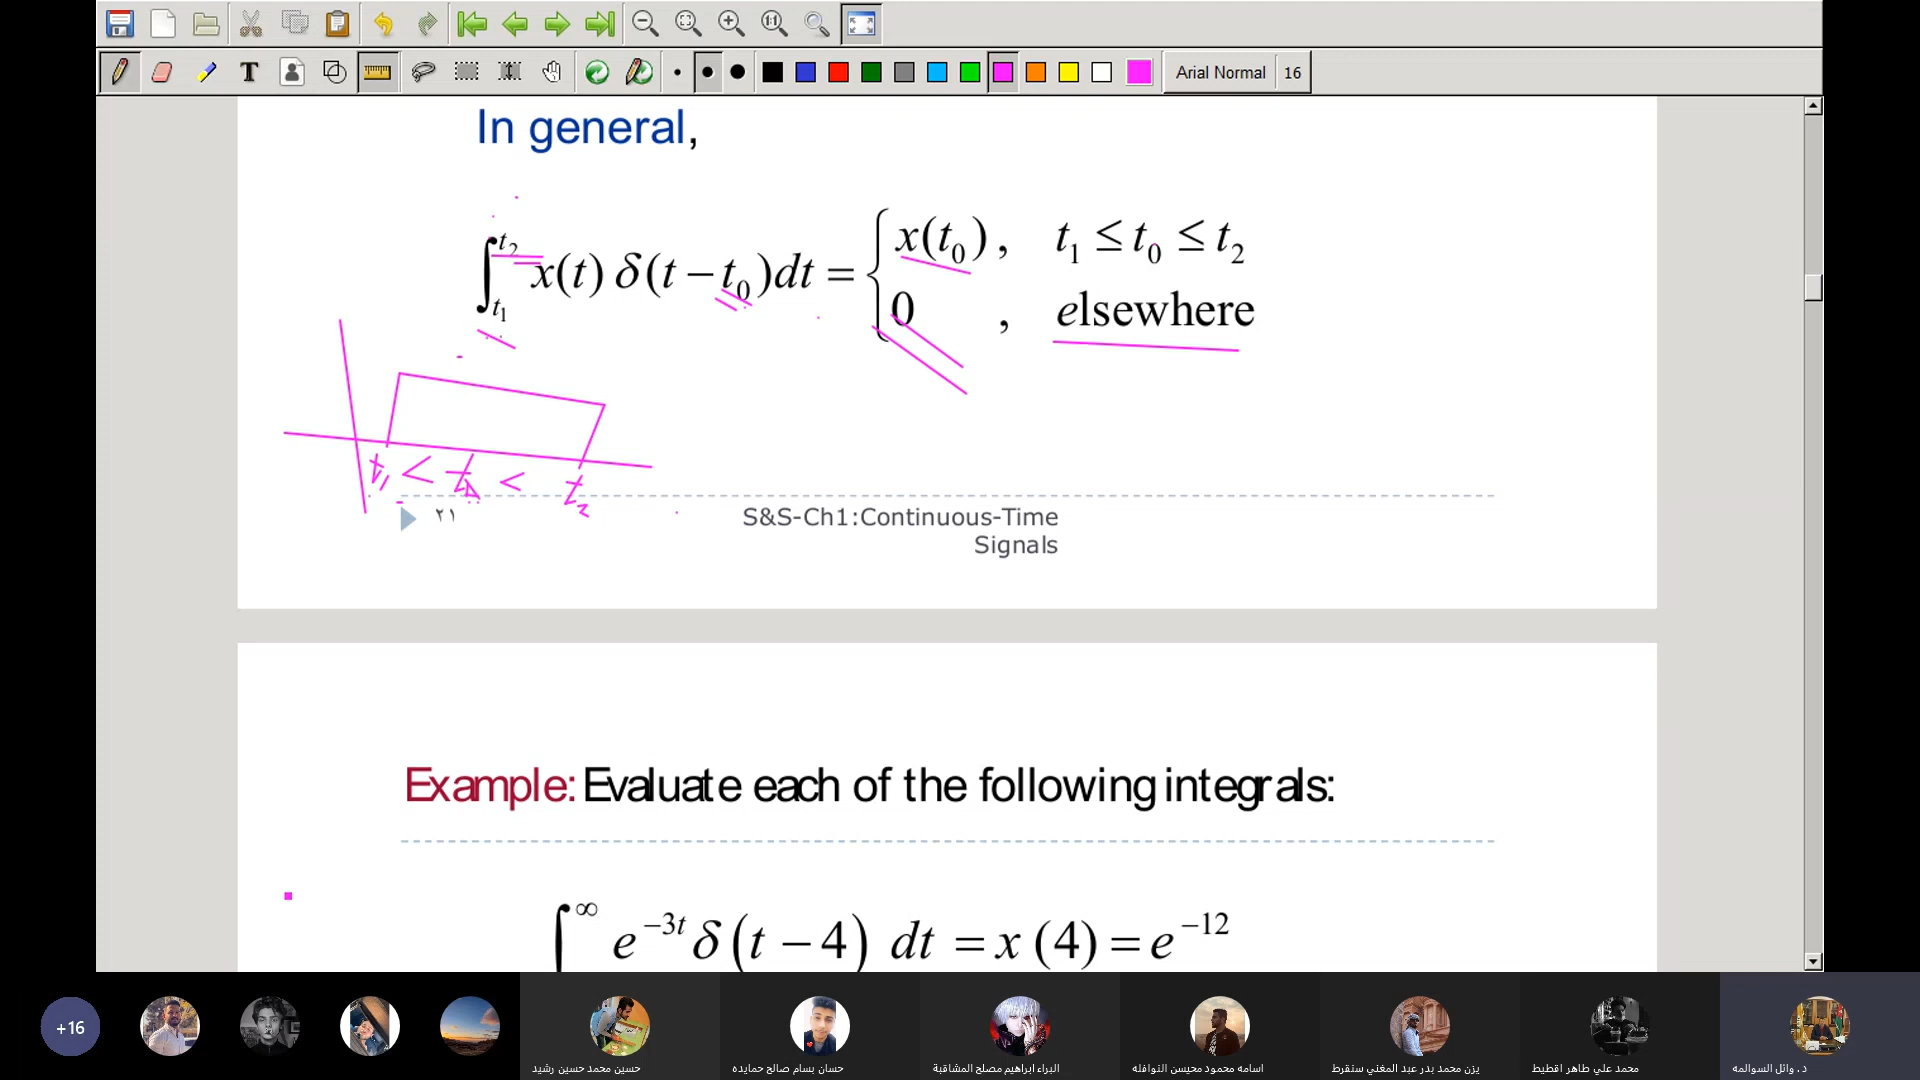 Arial Normal 16
In general,
∫_{t₁}^{t₂} x(t) δ(t − t₀)dt = { x(t₀) , t₁ ≤ t₀ ≤ t₂
0 , elsewhere
t₁ < t₀ < t₂
٢١
S&S-Ch1:Continuous-Time
Signals
Example: Evaluate each of the following integrals:
∫^∞ e^{−3t} δ(t − 4) dt = x (4) = e^{−12}
+16
حسين محمد حسين رشيد
حسان بسام صالح حمايده
البراء ابراهيم مصلح المشاقبة
اسامه محمود محيسن النوافله
يزن محمد بدر عبد المغني سنقرط
محمد علي طاهر اقطيط
د. وائل السوالمه